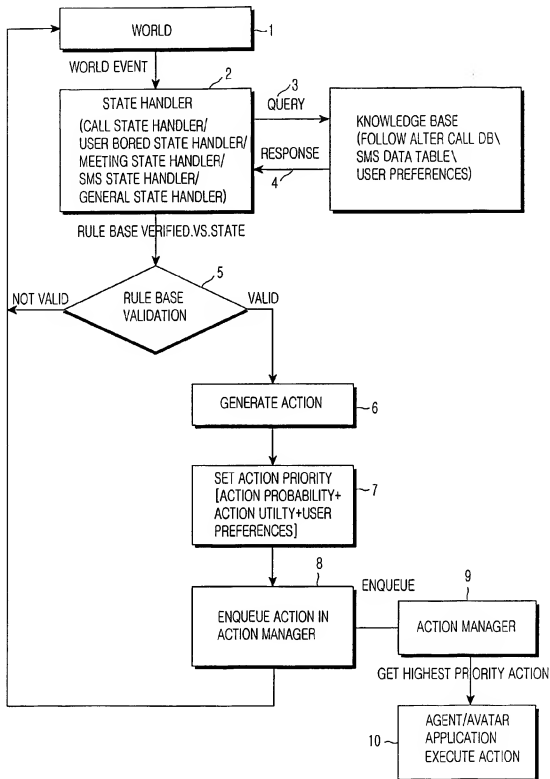 WORLD
1
WORLD EVENT
2
STATE HANDLER
(CALL STATE HANDLER/
USER BORED STATE HANDLER/
MEETING STATE HANDLER/
SMS STATE HANDLER/
GENERAL STATE HANDLER)
3
QUERY
RESPONSE
4
KNOWLEDGE BASE
(FOLLOW ALTER CALL DB\
SMS DATA TABLE\
USER PREFERENCES)
RULE BASE VERIFIED.VS.STATE
5
NOT VALID
RULE BASE
VALIDATION
VALID
GENERATE ACTION
6
SET ACTION PRIORITY
[ACTION PROBABILITY+
ACTION UTILTY+USER
PREFERENCES]
7
8
ENQUEUE ACTION IN
ACTION MANAGER
ENQUEUE
9
ACTION MANAGER
GET HIGHEST PRIORITY ACTION
10
AGENT/AVATAR
APPLICATION
EXECUTE ACTION